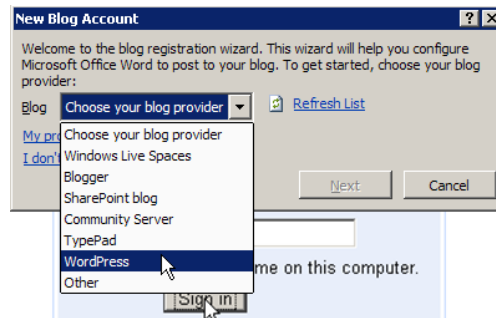 New Blog Account
Welcome to the blog registration wizard. This wizard will help you configure
Microsoft Office Word to post to your blog. To get started, choose your blog
provider:
Blog Choose your blog provider Refresh List
My pro
Choose your blog provider
I don't
Windows Live Spaces
Blogger
SharePoint blog
Next Cancel
Community Server
TypePad
WordPress
me on this computer.
Other
Sign in